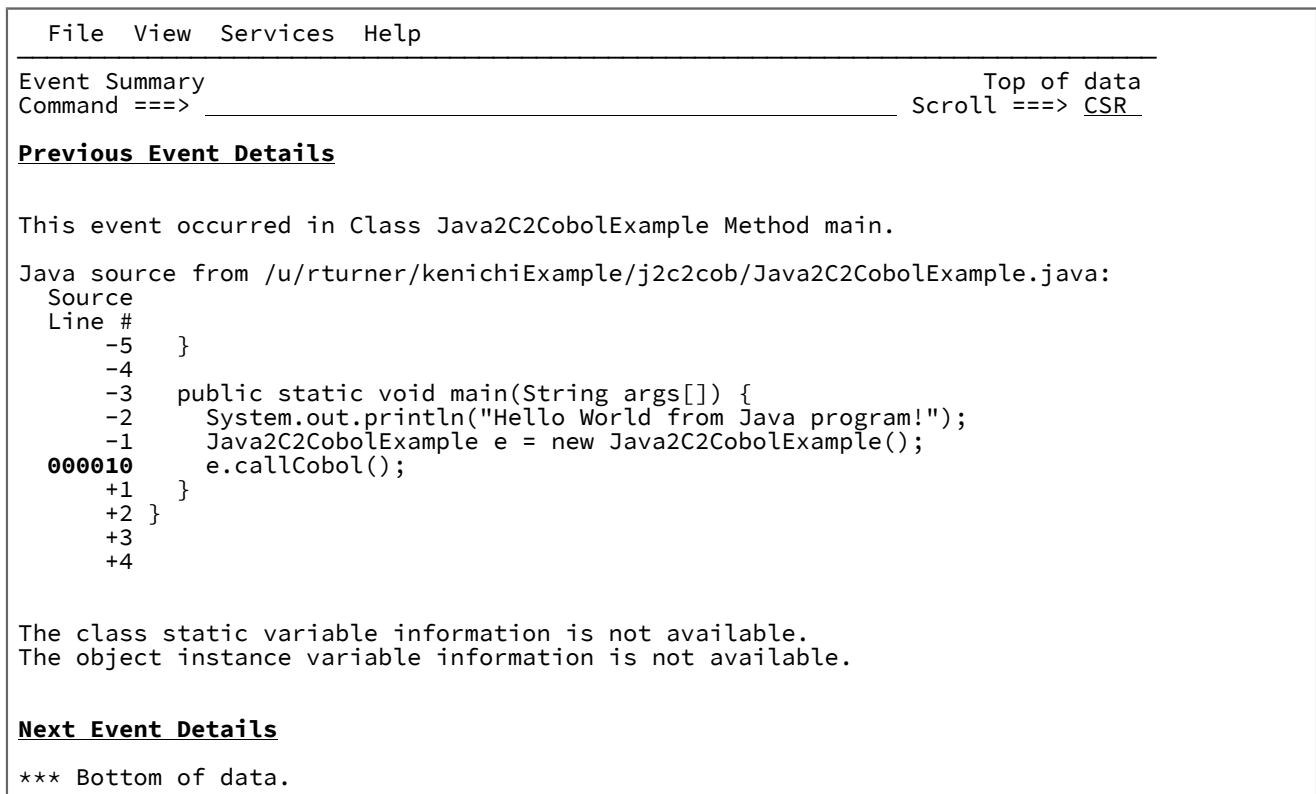 File  View  Services  Help
Event Summary                                                      Top of data
Command ===>                                                  Scroll ===> CSR
Previous Event Details
This event occurred in Class Java2C2CobolExample Method main.
Java source from /u/rturner/kenichiExample/j2c2cob/Java2C2CobolExample.java:
  Source
  Line #
      -5   }
      -4
      -3   public static void main(String args[]) {
      -2     System.out.println("Hello World from Java program!");
      -1     Java2C2CobolExample e = new Java2C2CobolExample();
  000010     e.callCobol();
      +1   }
      +2 }
      +3
      +4
The class static variable information is not available.
The object instance variable information is not available.
Next Event Details
*** Bottom of data.